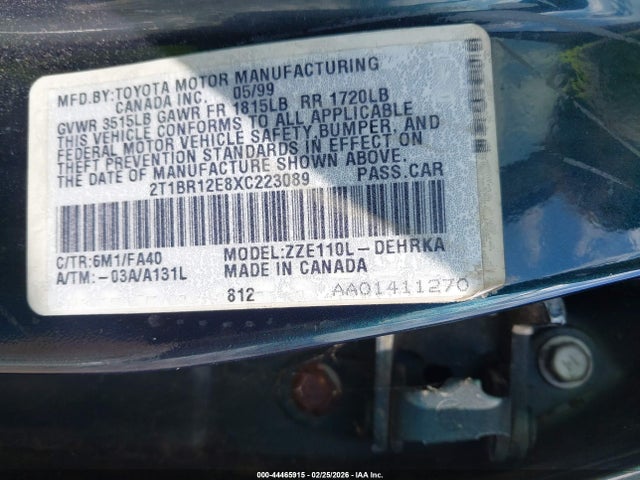 MFD.BY:TOYOTA MOTOR MANUFACTURING
CANADA INC. 05/99
GVWR 3515LB GAWR FR 1815LB RR 1720LB
THIS VEHICLE CONFORMS TO ALL APPLICABLE
FEDERAL MOTOR VEHICLE SAFETY,BUMPER, AND
THEFT PREVENTION STANDARDS IN EFFECT ON
THE DATE OF MANUFACTURE SHOWN ABOVE.
2T1BR12E8XC223089 PASS.CAR
C/TR:6M1/FA40 MODEL:ZZE110L-DEHRKA
A/TM:-03A/A131L MADE IN CANADA
812 AA01411270
000-44465915 - 02/25/2026 - IAA Inc.